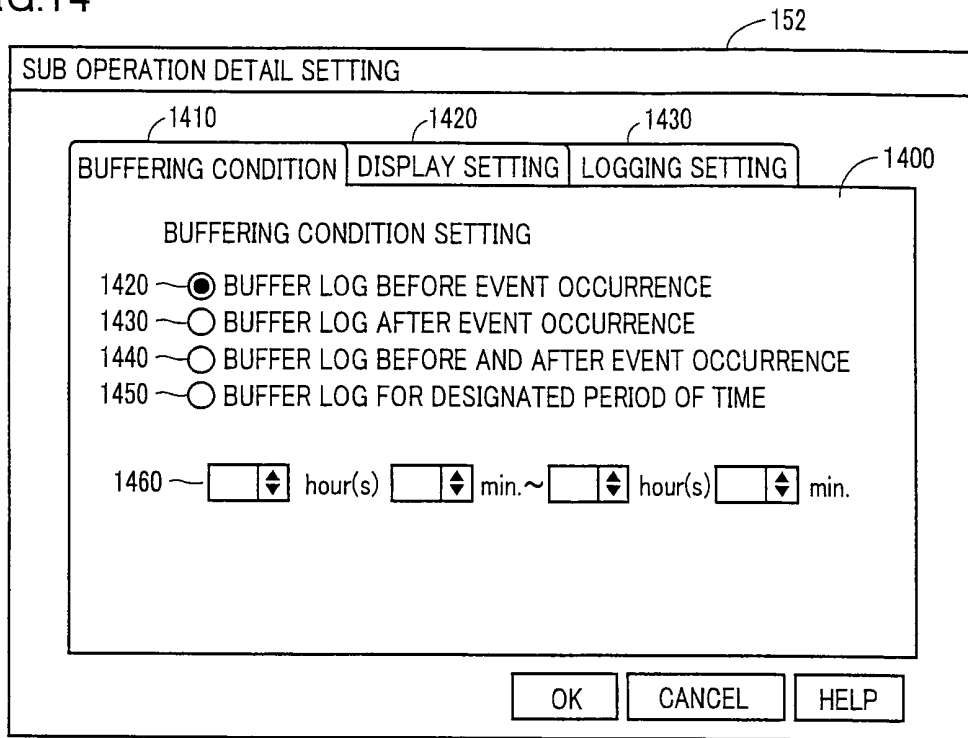 FIG.14
152
SUB OPERATION DETAIL SETTING
1410 1420 1430
BUFFERING CONDITION DISPLAY SETTING LOGGING SETTING 1400
BUFFERING CONDITION SETTING
1420 BUFFER LOG BEFORE EVENT OCCURRENCE
1430 BUFFER LOG AFTER EVENT OCCURRENCE
1440 BUFFER LOG BEFORE AND AFTER EVENT OCCURRENCE
1450 BUFFER LOG FOR DESIGNATED PERIOD OF TIME
1460 hour(s) min.~ hour(s) min.
OK CANCEL HELP